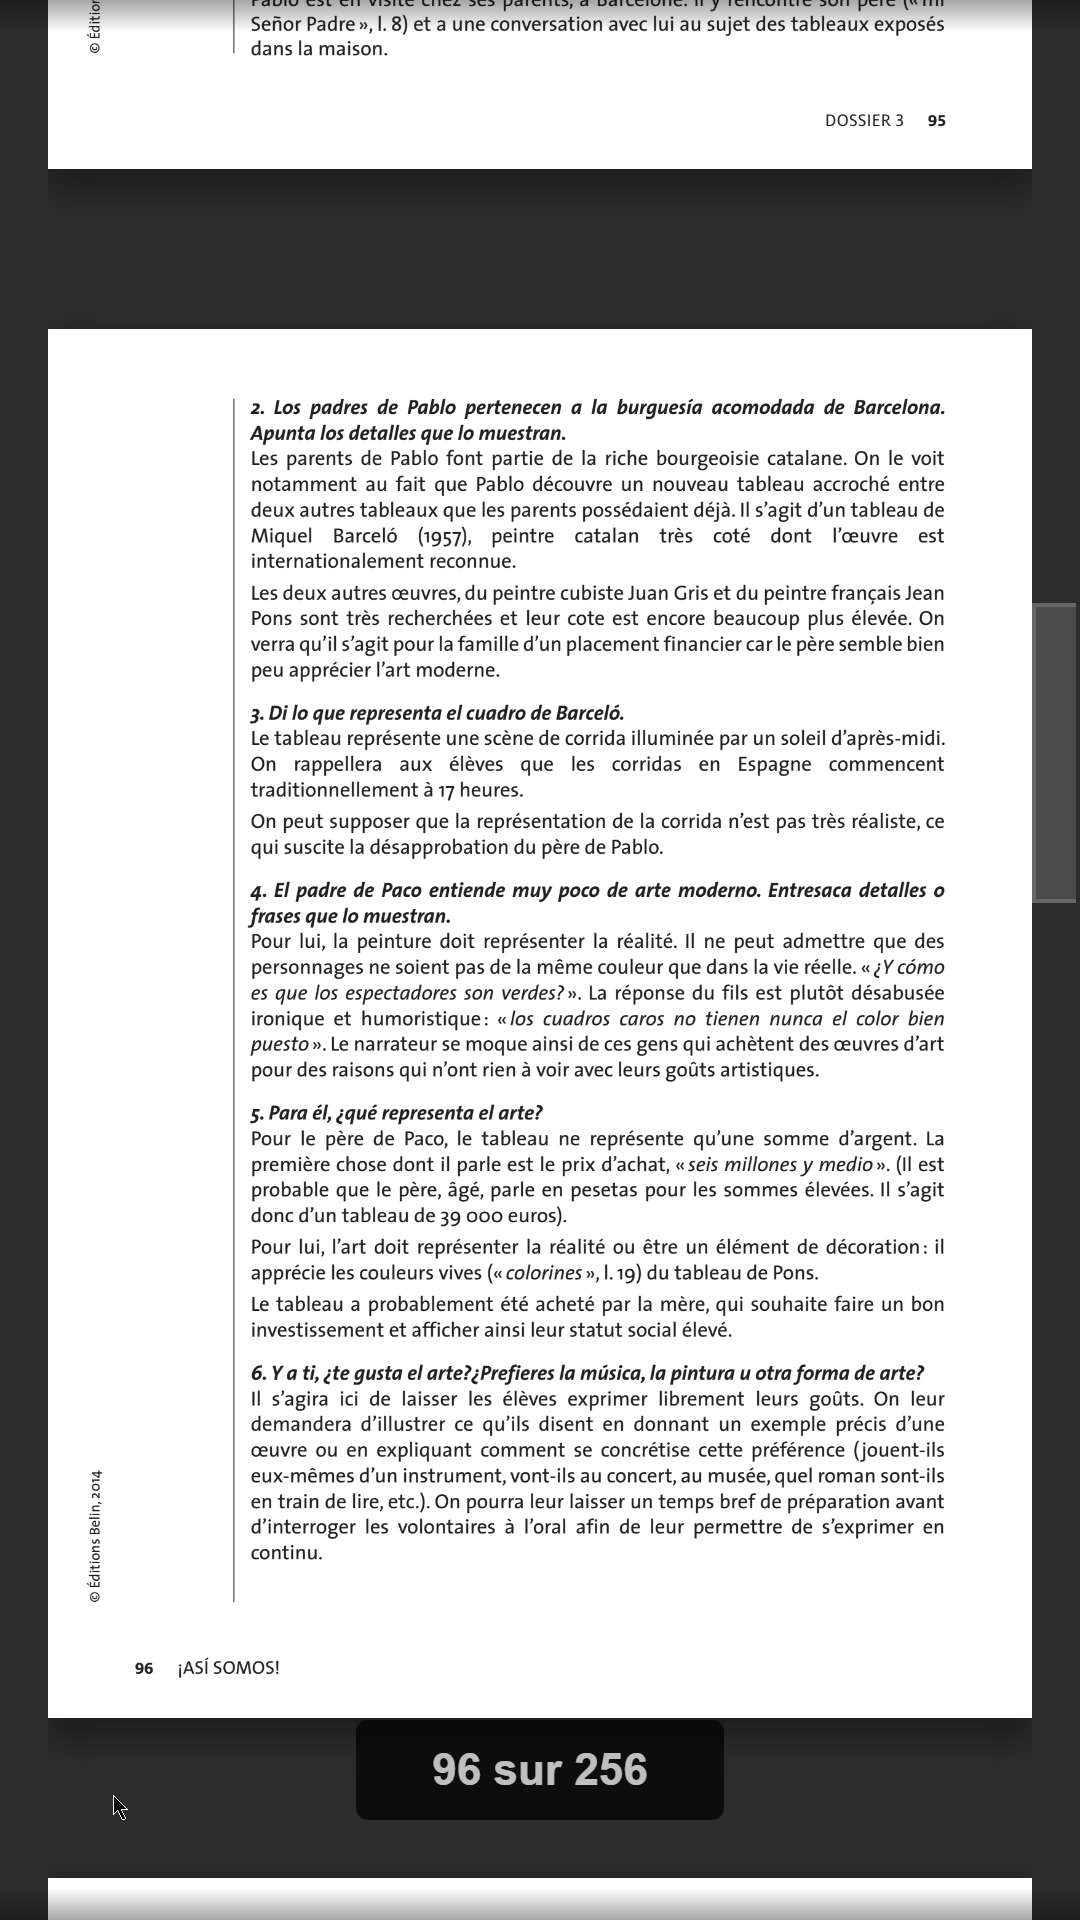 Pablo est en visite chez ses parents, à Barcelone. Il y rencontre son père (« mi
Señor Padre », l. 8) et a une conversation avec lui au sujet des tableaux exposés
dans la maison.
© Édition
DOSSIER 3 95
2. Los padres de Pablo pertenecen a la burguesía acomodada de Barcelona.
Apunta los detalles que lo muestran.
Les parents de Pablo font partie de la riche bourgeoisie catalane. On le voit
notamment au fait que Pablo découvre un nouveau tableau accroché entre
deux autres tableaux que les parents possédaient déjà. Il s’agit d’un tableau de
Miquel Barceló (1957), peintre catalan très coté dont l’œuvre est
internationalement reconnue.
Les deux autres œuvres, du peintre cubiste Juan Gris et du peintre français Jean
Pons sont très recherchées et leur cote est encore beaucoup plus élevée. On
verra qu’il s’agit pour la famille d’un placement financier car le père semble bien
peu apprécier l’art moderne.
3. Di lo que representa el cuadro de Barceló.
Le tableau représente une scène de corrida illuminée par un soleil d’après-midi.
On rappellera aux élèves que les corridas en Espagne commencent
traditionnellement à 17 heures.
On peut supposer que la représentation de la corrida n’est pas très réaliste, ce
qui suscite la désapprobation du père de Pablo.
4. El padre de Paco entiende muy poco de arte moderno. Entresaca detalles o
frases que lo muestran.
Pour lui, la peinture doit représenter la réalité. Il ne peut admettre que des
personnages ne soient pas de la même couleur que dans la vie réelle. « ¿Y cómo
es que los espectadores son verdes? ». La réponse du fils est plutôt désabusée
ironique et humoristique : « los cuadros caros no tienen nunca el color bien
puesto ». Le narrateur se moque ainsi de ces gens qui achètent des œuvres d’art
pour des raisons qui n’ont rien à voir avec leurs goûts artistiques.
5. Para él, ¿qué representa el arte?
Pour le père de Paco, le tableau ne représente qu’une somme d’argent. La
première chose dont il parle est le prix d’achat, « seis millones y medio ». (Il est
probable que le père, âgé, parle en pesetas pour les sommes élevées. Il s’agit
donc d’un tableau de 39 000 euros).
Pour lui, l’art doit représenter la réalité ou être un élément de décoration : il
apprécie les couleurs vives (« colorines », l. 19) du tableau de Pons.
Le tableau a probablement été acheté par la mère, qui souhaite faire un bon
investissement et afficher ainsi leur statut social élevé.
6. Y a ti, ¿te gusta el arte?¿Prefieres la música, la pintura u otra forma de arte?
Il s’agira ici de laisser les élèves exprimer librement leurs goûts. On leur
demandera d’illustrer ce qu’ils disent en donnant un exemple précis d’une
œuvre ou en expliquant comment se concrétise cette préférence (jouent-ils
eux-mêmes d’un instrument, vont-ils au concert, au musée, quel roman sont-ils
en train de lire, etc.). On pourra leur laisser un temps bref de préparation avant
d’interroger les volontaires à l’oral afin de leur permettre de s’exprimer en
continu.
© Éditions Belin, 2014
96 ¡ASÍ SOMOS!
96 sur 256